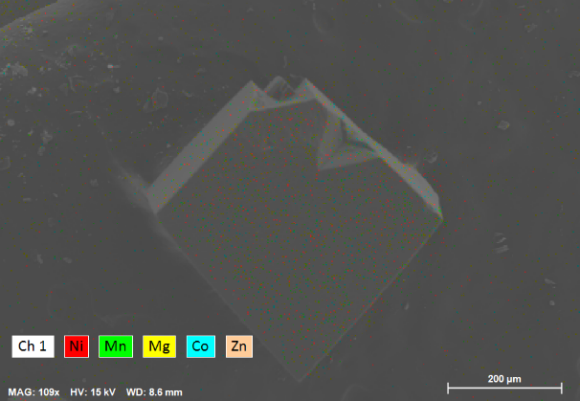 Ch 1 Ni Mn Mg Co Zn
MAG: 109x HV: 15 kV WD: 8.6 mm
200 µm